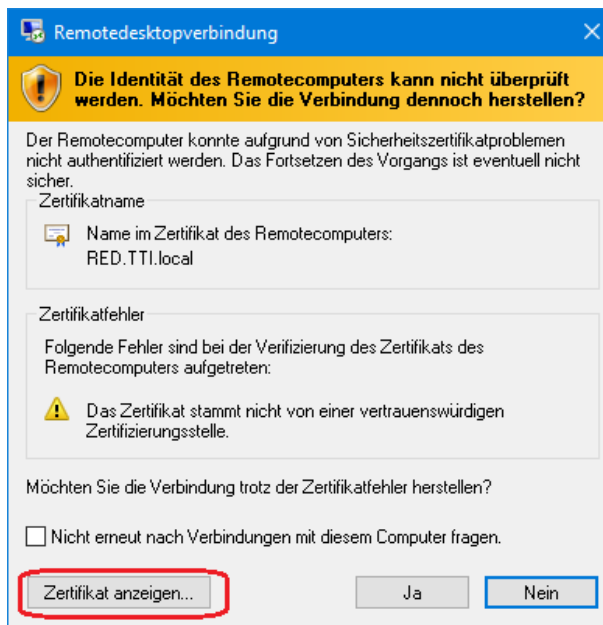 Remotedesktopverbindung
Die Identität des Remotecomputers kann nicht überprüft
werden. Möchten Sie die Verbindung dennoch herstellen?
Der Remotecomputer konnte aufgrund von Sicherheitszertifikatproblemen
nicht authentifiziert werden. Das Fortsetzen des Vorgangs ist eventuell nicht
sicher.
Zertifikatname
Name im Zertifikat des Remotecomputers:
RED.TTI.local
Zertifikatfehler
Folgende Fehler sind bei der Verifizierung des Zertifikats des
Remotecomputers aufgetreten:
Das Zertifikat stammt nicht von einer vertrauenswürdigen
Zertifizierungsstelle.
Möchten Sie die Verbindung trotz der Zertifikatfehler herstellen?
Nicht erneut nach Verbindungen mit diesem Computer fragen.
Zertifikat anzeigen... Ja Nein